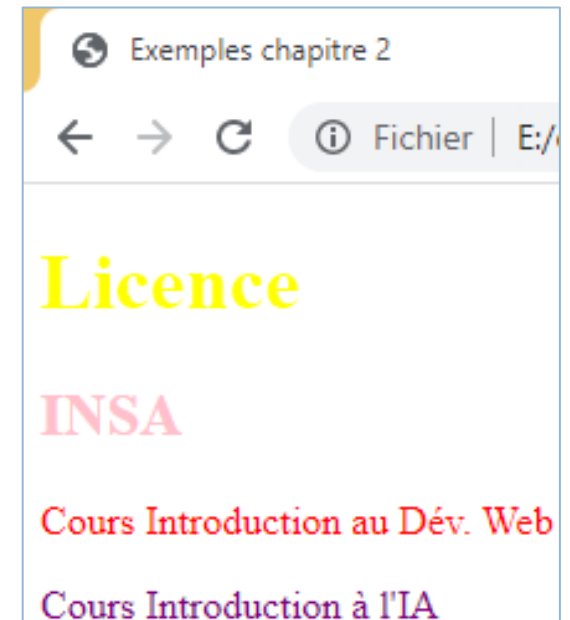 Exemples chapitre 2
Fichier | E:/
Licence
INSA
Cours Introduction au Dév. Web
Cours Introduction à l'IA